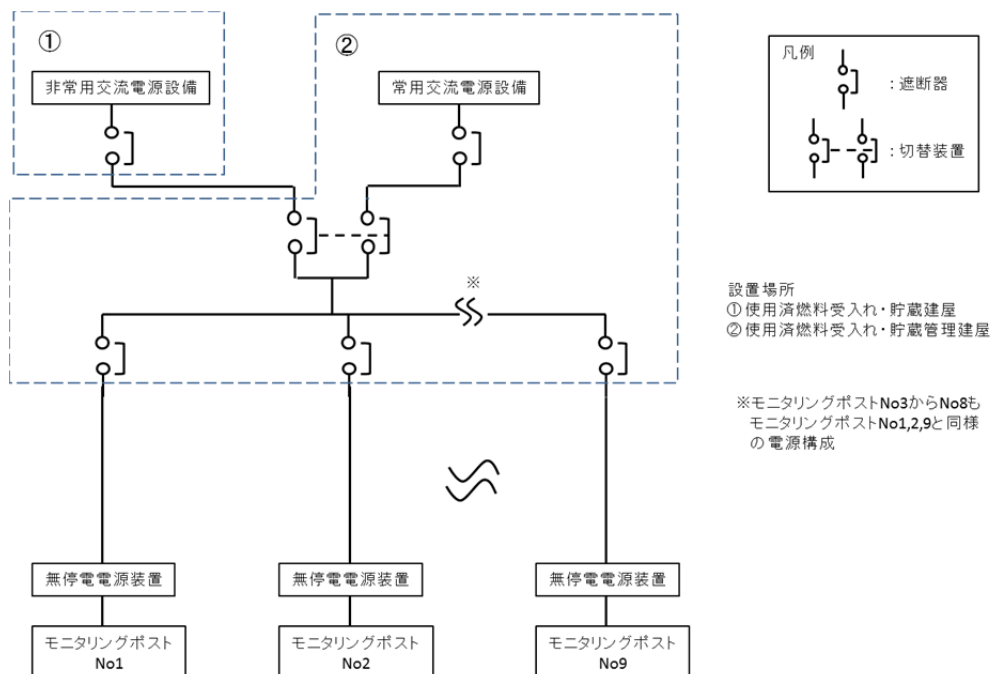 ①
②
非常用交流電源設備
常用交流電源設備
凡例
:遮断器
:切替装置
※
設置場所
①使用済燃料受入れ・貯蔵建屋
②使用済燃料受入れ・貯蔵管理建屋
※モニタリングポストNo3からNo8も
モニタリングポストNo1,2,9と同様
の電源構成
無停電電源装置
無停電電源装置
無停電電源装置
モニタリングポスト
No1
モニタリングポスト
No2
モニタリングポスト
No9